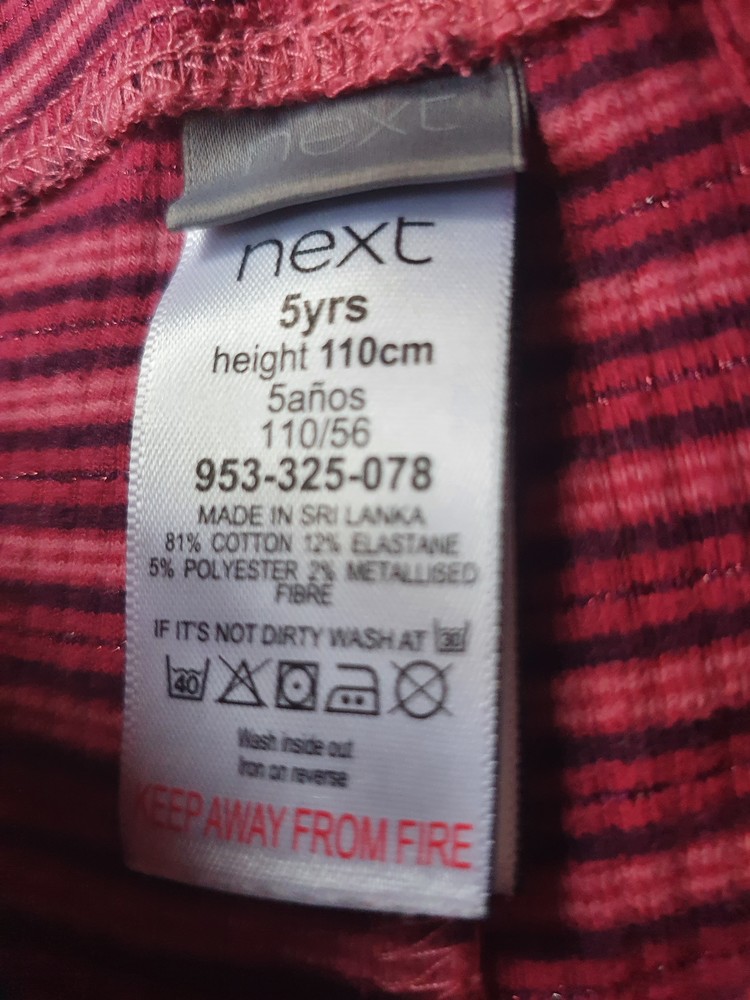 next
next
5yrs
height 110cm
5años
110/56
953-325-078
MADE IN SRI LANKA
81% COTTON 12% ELASTANE
5% POLYESTER 2% METALLISED
FIBRE
IF IT'S NOT DIRTY WASH AT 30
40
Wash inside out
Iron on reverse
KEEP AWAY FROM FIRE